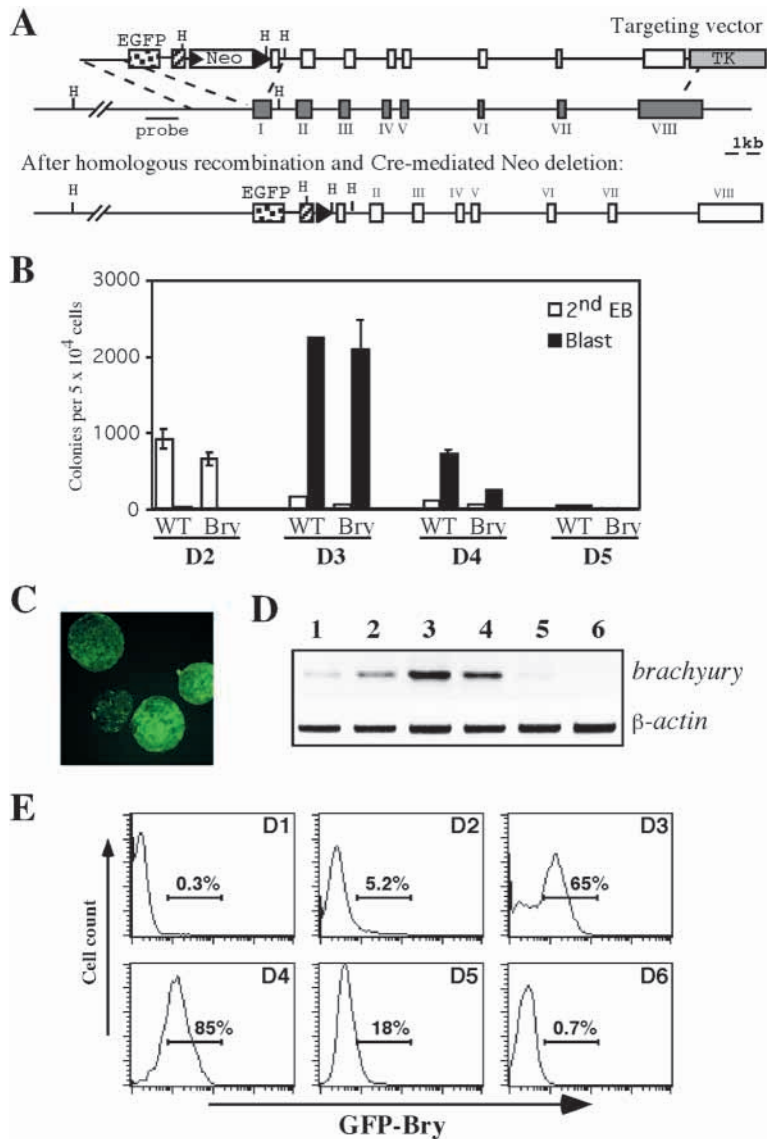 A
Targeting vector
EGFP H Neo H H TK
H H
probe I II III IV V VI VII VIII
1kb
After homologous recombination and Cre-mediated Neo deletion:
H EGFP H H H II III IV V VI VII VIII
B
Colonies per 5 x 10⁴ cells
3000
2000
1000
0
2nd EB
Blast
WT Bry WT Bry WT Bry WT Bry
D2 D3 D4 D5
C
D
1 2 3 4 5 6
brachyury
β-actin
E
Cell count
D1 0.3%
D2 5.2%
D3 65%
D4 85%
D5 18%
D6 0.7%
GFP-Bry